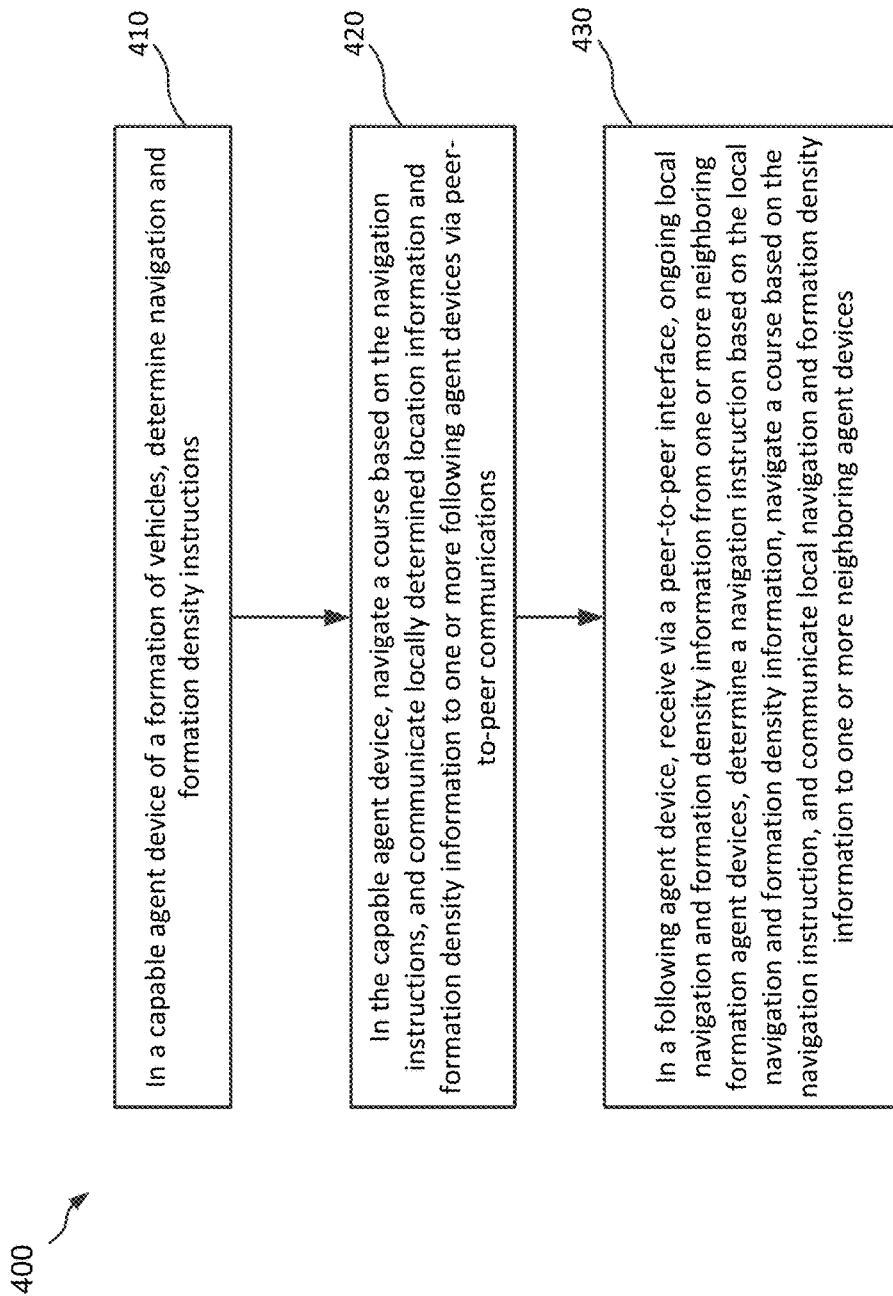 400
410
In a capable agent device of a formation of vehicles, determine navigation and
formation density instructions
420
In the capable agent device, navigate a course based on the navigation
instructions, and communicate locally determined location information and
formation density information to one or more following agent devices via peer-
to-peer communications
430
In a following agent device, receive via a peer-to-peer interface, ongoing local
navigation and formation density information from one or more neighboring
formation agent devices, determine a navigation instruction based on the local
navigation and formation density information, navigate a course based on the
navigation instruction, and communicate local navigation and formation density
information to one or more neighboring agent devices